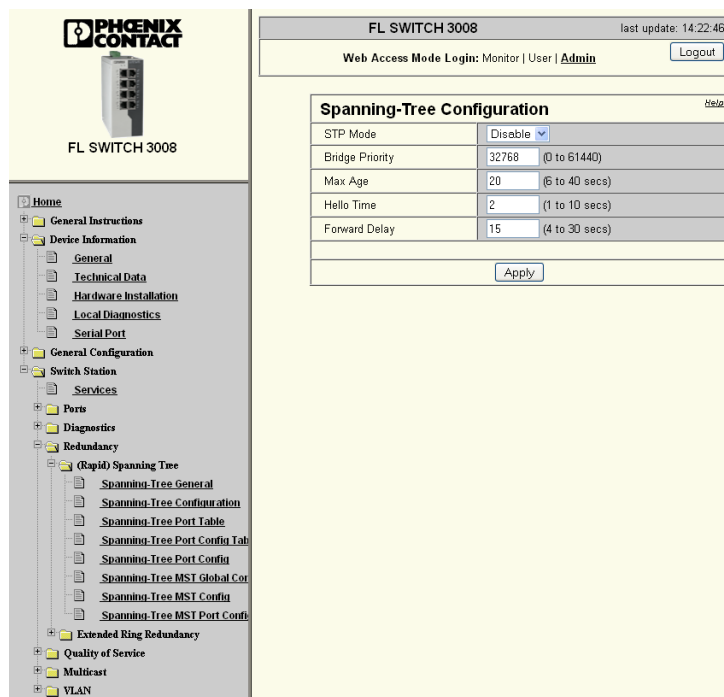 PHŒNIX
CONTACT
FL SWITCH 3008
FL SWITCH 3008
last update: 14:22:46
Web Access Mode Login: Monitor | User | Admin
Logout
Home
General Instructions
Device Information
General
Technical Data
Hardware Installation
Local Diagnostics
Serial Port
General Configuration
Switch Station
Services
Ports
Diagnostics
Redundancy
(Rapid) Spanning Tree
Spanning-Tree General
Spanning-Tree Configuration
Spanning-Tree Port Table
Spanning-Tree Port Config Tab
Spanning-Tree Port Config
Spanning-Tree MST Global Con
Spanning-Tree MST Config
Spanning-Tree MST Port Confi
Extended Ring Redundancy
Quality of Service
Multicast
VLAN
Spanning-Tree Configuration
Help
STP Mode Disable
Bridge Priority 32768 (0 to 61440)
Max Age 20 (6 to 40 secs)
Hello Time 2 (1 to 10 secs)
Forward Delay 15 (4 to 30 secs)
Apply